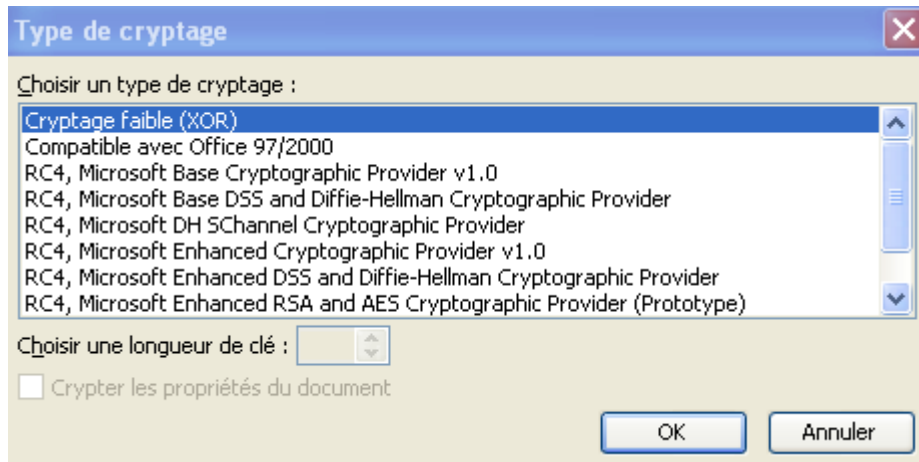 Type de cryptage
Choisir un type de cryptage :
Cryptage faible (XOR)
Compatible avec Office 97/2000
RC4, Microsoft Base Cryptographic Provider v1.0
RC4, Microsoft Base DSS and Diffie-Hellman Cryptographic Provider
RC4, Microsoft DH SChannel Cryptographic Provider
RC4, Microsoft Enhanced Cryptographic Provider v1.0
RC4, Microsoft Enhanced DSS and Diffie-Hellman Cryptographic Provider
RC4, Microsoft Enhanced RSA and AES Cryptographic Provider (Prototype)
Choisir une longueur de clé :
Crypter les propriétés du document
OK Annuler